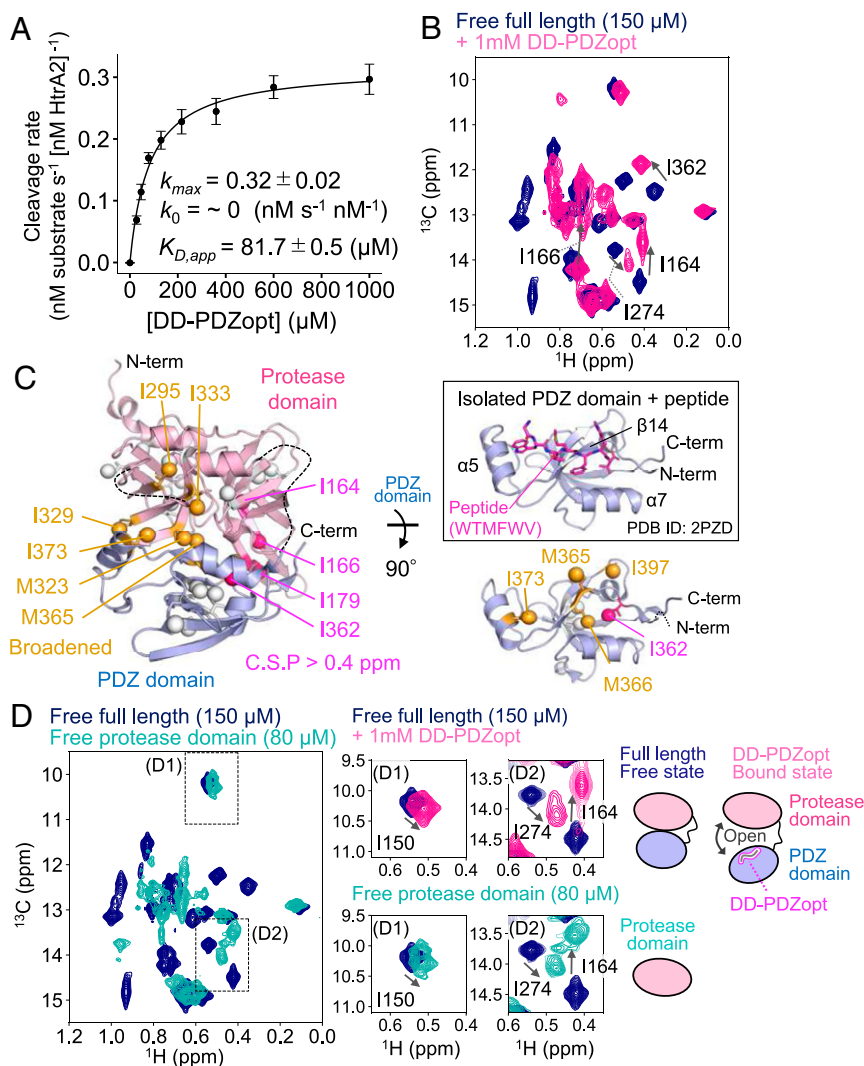 A
Cleavage rate
(nM substrate s⁻¹ [nM HtrA2]⁻¹)
0.3
0.2
0.1
0.0
k_max = 0.32 ± 0.02
k_0 = ~ 0 (nM s⁻¹ nM⁻¹)
K_D,app = 81.7 ± 0.5 (µM)
0 200 400 600 800 1000
[DD-PDZopt] (µM)
B
Free full length (150 µM)
+ 1mM DD-PDZopt
¹³C (ppm)
10
11
12
13
14
15
I362
I166
I164
I274
1.0 0.8 0.6 0.4 0.2 0.0
¹H (ppm)
C
N-term
I295
I333
Protease
domain
I164
I329
C-term
I373
I166
M323
I179
M365
I362
Broadened
C.S.P > 0.4 ppm
PDZ domain
PDZ
domain
90°
Isolated PDZ domain + peptide
β14
C-term
α5
N-term
Peptide
(WTMFWV)
α7
PDB ID: 2PZD
M365
I397
I373
C-term
N-term
I362
M366
D
Free full length (150 µM)
Free protease domain (80 µM)
¹³C (ppm)
10
11
12
13
14
15
(D1)
(D2)
1.2 1.0 0.8 0.6 0.4 0.2 0.0
¹H (ppm)
Free full length (150 µM)
+ 1mM DD-PDZopt
9.5
10.0
10.5
11.0
(D1)
I150
0.6 0.5 0.4
13.5
14.0
14.5
(D2)
I164
I274
0.6 0.5 0.4
Free protease domain (80 µM)
9.5
10.0
10.5
11.0
(D1)
I150
0.6 0.5 0.4
¹H (ppm)
13.5
14.0
14.5
(D2)
I164
I274
0.6 0.5 0.4
¹H (ppm)
Full length
Free state
DD-PDZopt
Bound state
Protease
domain
Open
PDZ
domain
DD-PDZopt
Protease
domain